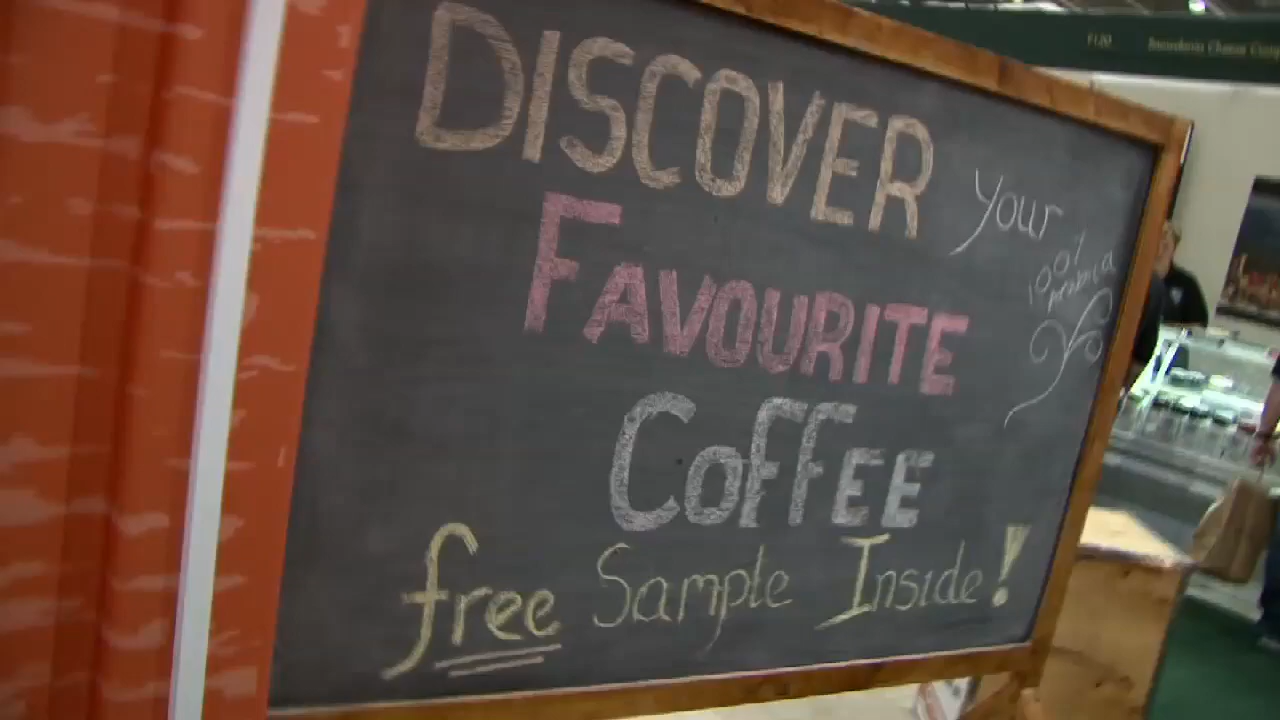 DISCOVER your
100% Arabica
FAVOURITE
COFFEE
free Sample Inside!